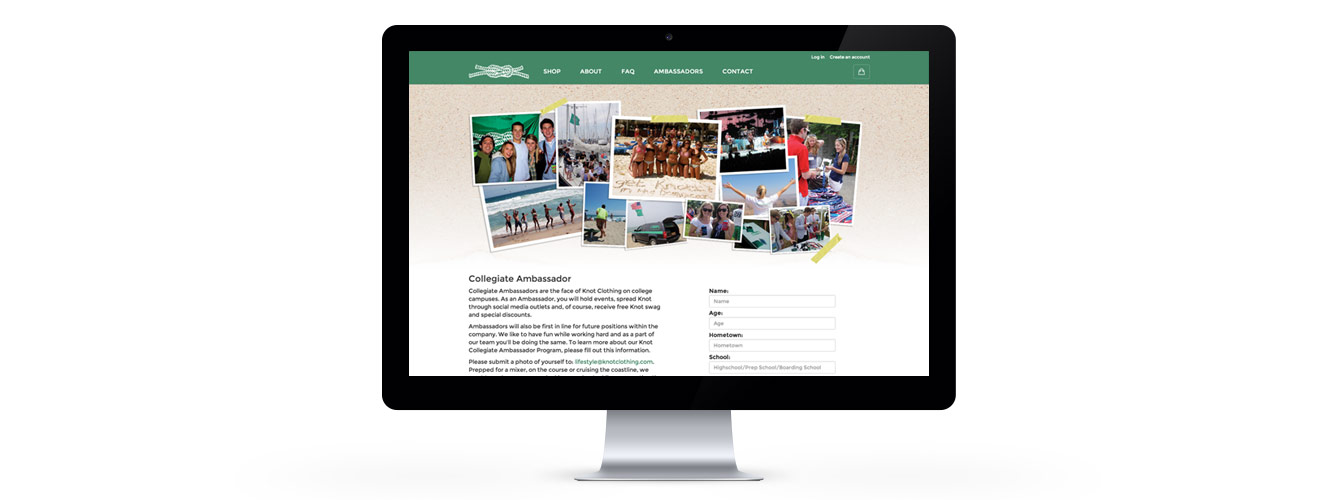 Log in Create an account
SHOP ABOUT FAQ AMBASSADORS CONTACT
get Knotty
Collegiate Ambassador
Collegiate Ambassadors are the face of Knot Clothing on college
campuses. As an Ambassador, you will hold events, spread Knot
through social media outlets and, of course, receive free Knot swag
and special discounts.
Ambassadors will also be first in line for future positions within the
company. We like to have fun while working hard and as a part of
our team you'll be doing the same. To learn more about our Knot
Collegiate Ambassador Program, please fill out this information.
Please submit a photo of yourself to: lifestyle@knotclothing.com.
Prepped for a mixer, on the course or cruising the coastline, we
Name:
Name
Age:
Age
Hometown:
Hometown
School:
Highschool/Prep School/Boarding School